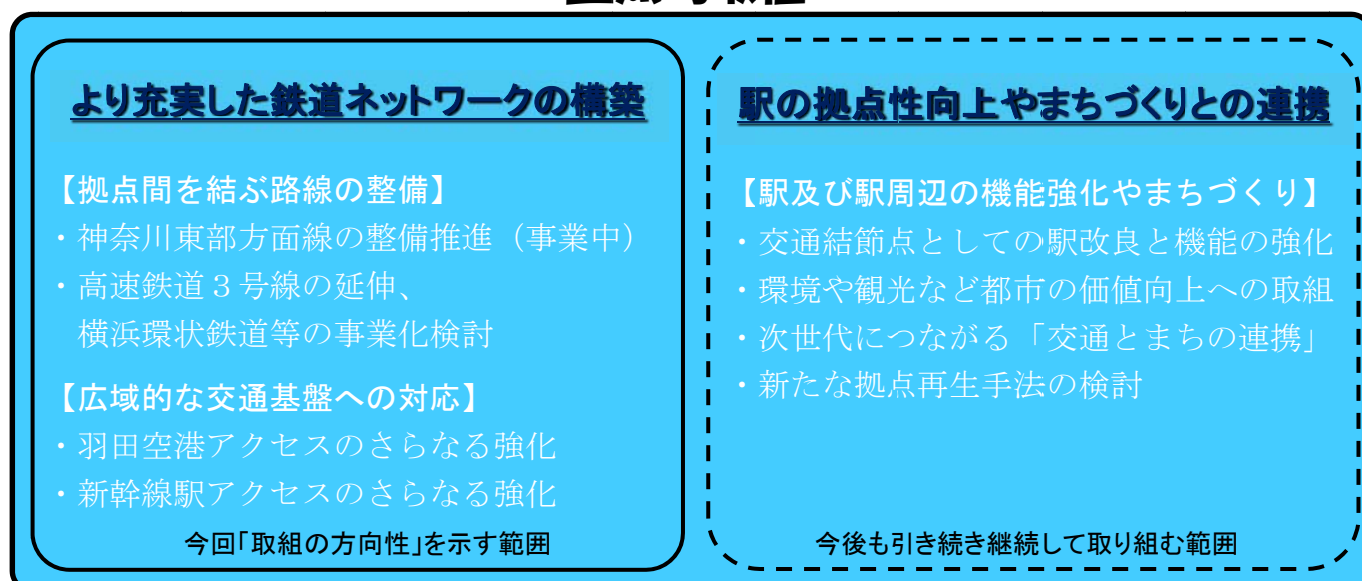 より充実した鉄道ネットワークの構築
【拠点間を結ぶ路線の整備】
・神奈川東部方面線の整備推進（事業中）
・高速鉄道３号線の延伸、
横浜環状鉄道等の事業化検討
【広域的な交通基盤への対応】
・羽田空港アクセスのさらなる強化
・新幹線駅アクセスのさらなる強化
今回｢取組の方向性｣を示す範囲
駅の拠点性向上やまちづくりとの連携
【駅及び駅周辺の機能強化やまちづくり】
・交通結節点としての駅改良と機能の強化
・環境や観光など都市の価値向上への取組
・次世代につながる「交通とまちの連携」
・新たな拠点再生手法の検討
今後も引き続き継続して取り組む範囲